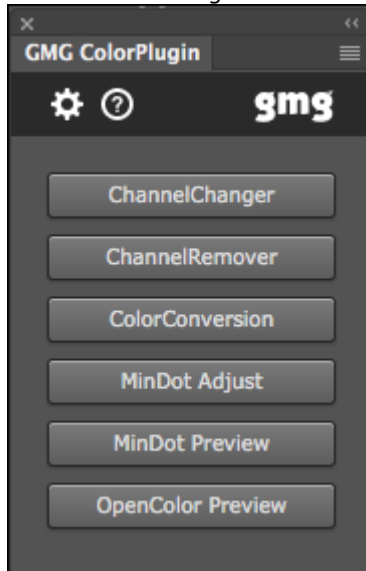 GMG ColorPlugin
gmg
ChannelChanger
ChannelRemover
ColorConversion
MinDot Adjust
MinDot Preview
OpenColor Preview